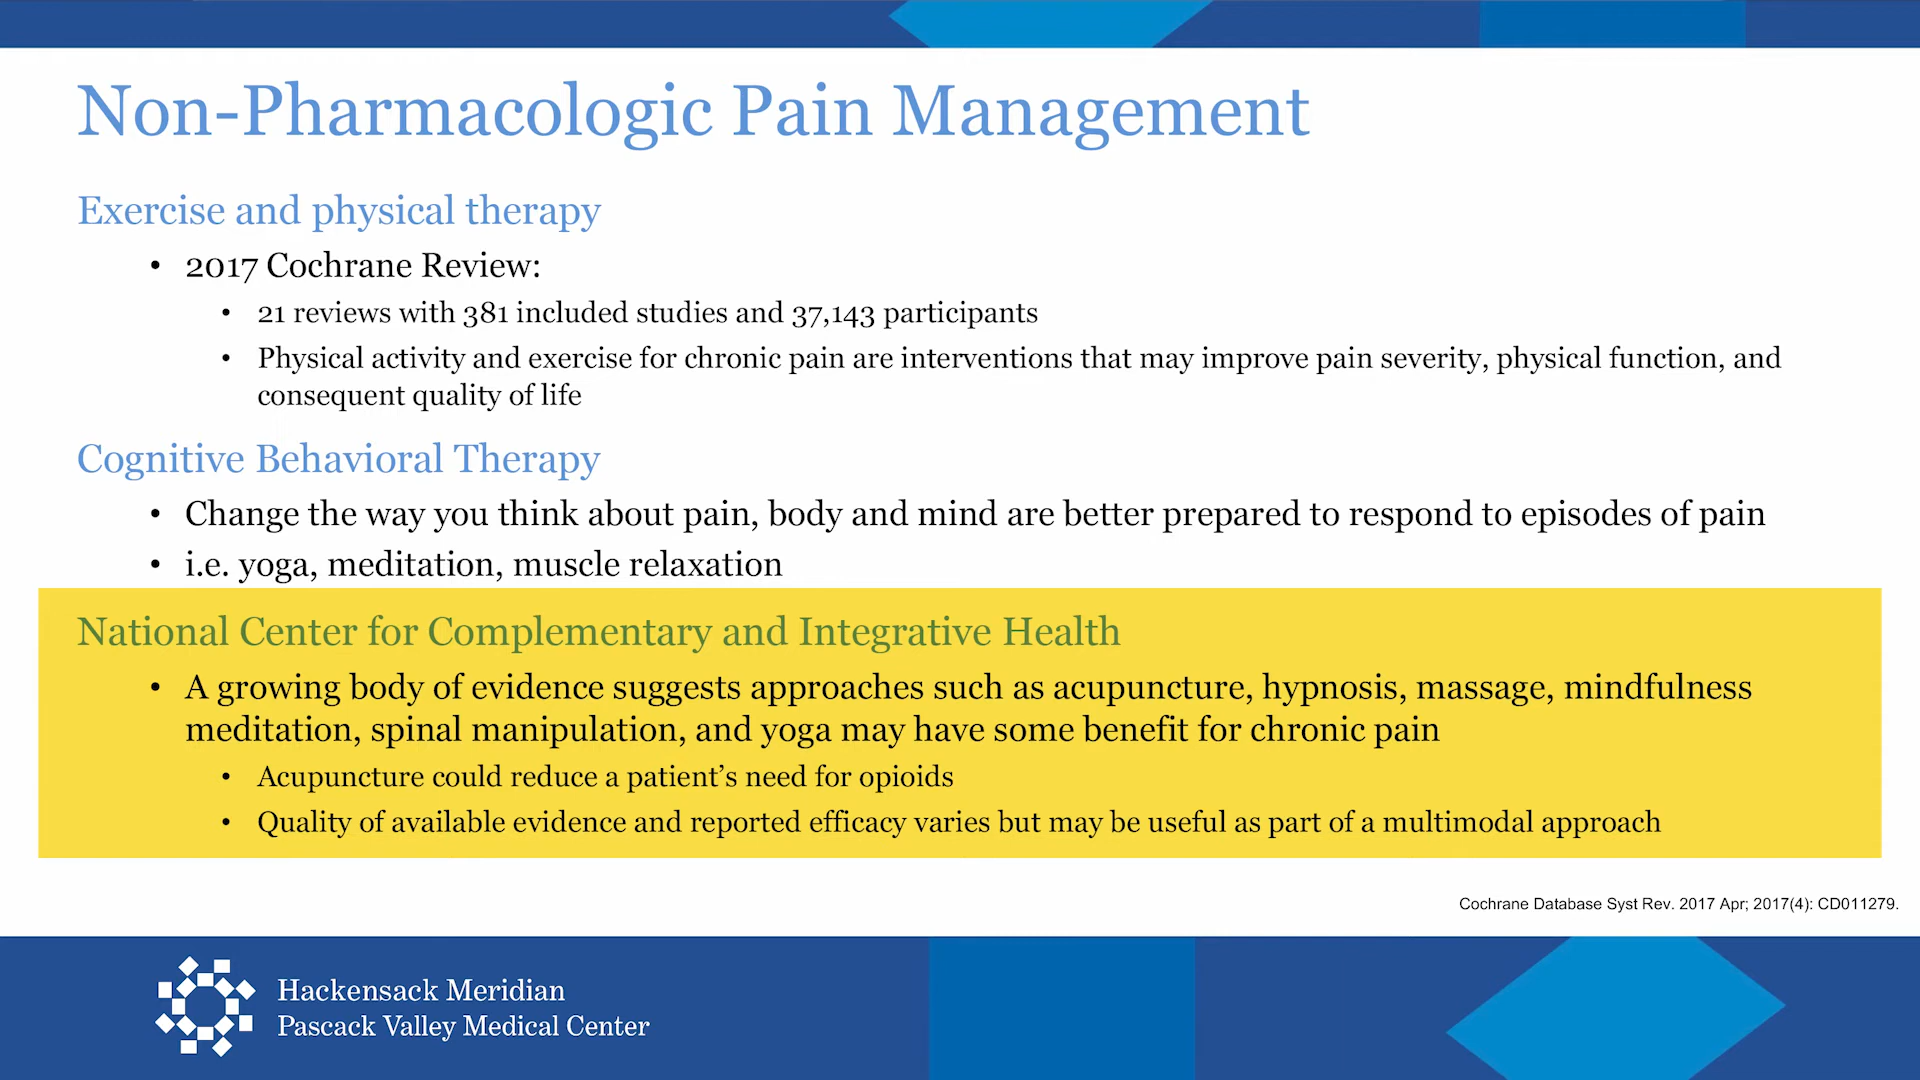 Non-Pharmacologic Pain Management
Exercise and physical therapy
• 2017 Cochrane Review:
• 21 reviews with 381 included studies and 37,143 participants
• Physical activity and exercise for chronic pain are interventions that may improve pain severity, physical function, and
consequent quality of life
Cognitive Behavioral Therapy
• Change the way you think about pain, body and mind are better prepared to respond to episodes of pain
• i.e. yoga, meditation, muscle relaxation
National Center for Complementary and Integrative Health
• A growing body of evidence suggests approaches such as acupuncture, hypnosis, massage, mindfulness
meditation, spinal manipulation, and yoga may have some benefit for chronic pain
• Acupuncture could reduce a patient’s need for opioids
• Quality of available evidence and reported efficacy varies but may be useful as part of a multimodal approach
Cochrane Database Syst Rev. 2017 Apr; 2017(4): CD011279.
Hackensack Meridian
Pascack Valley Medical Center